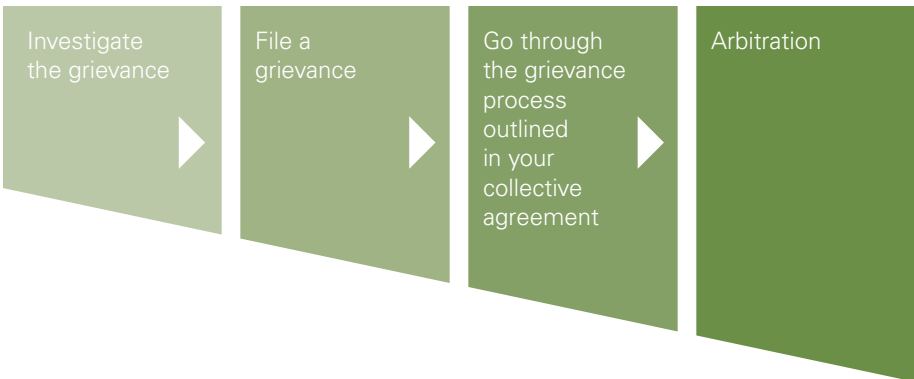 Investigate
the grievance
File a
grievance
Go through
the grievance
process
outlined
in your
collective
agreement
Arbitration